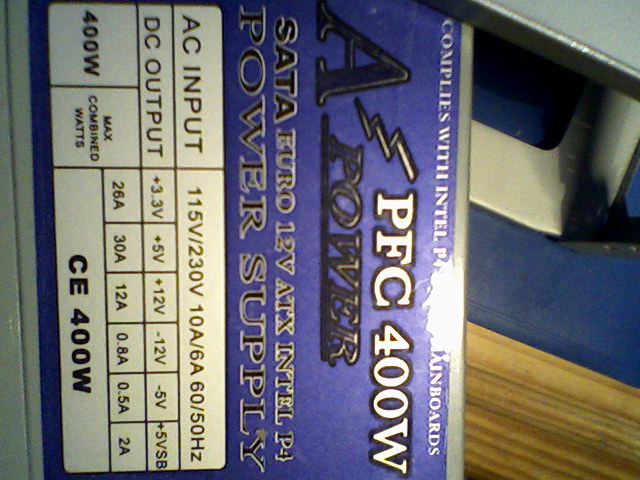 COMPLIES WITH INTEL P4 MAINBOARDS
A POWER
PFC 400W
SATA EURO 12V ATX INTEL P4
POWER SUPPLY
AC INPUT 115V/230V 10A/6A 60/50Hz
DC OUTPUT +3.3V +5V +12V -12V -5V +5VSB
400W MAX COMBINED WATTS 26A 30A 12A 0.8A 0.5A 2A
CE 400W